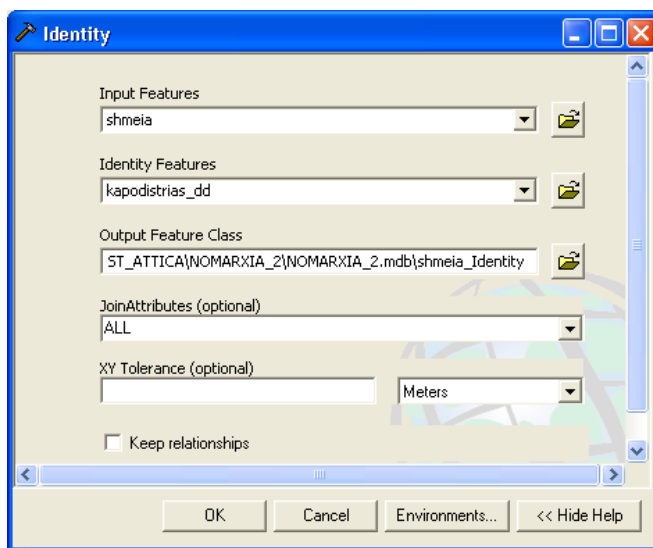 Identity
Input Features
shmeia
Identity Features
kapodistrias_dd
Output Feature Class
ST_ATTICA\NOMARXIA_2\NOMARXIA_2.mdb\shmeia_Identity
JoinAttributes (optional)
ALL
XY Tolerance (optional)
Meters
Keep relationships
OK Cancel Environments... << Hide Help